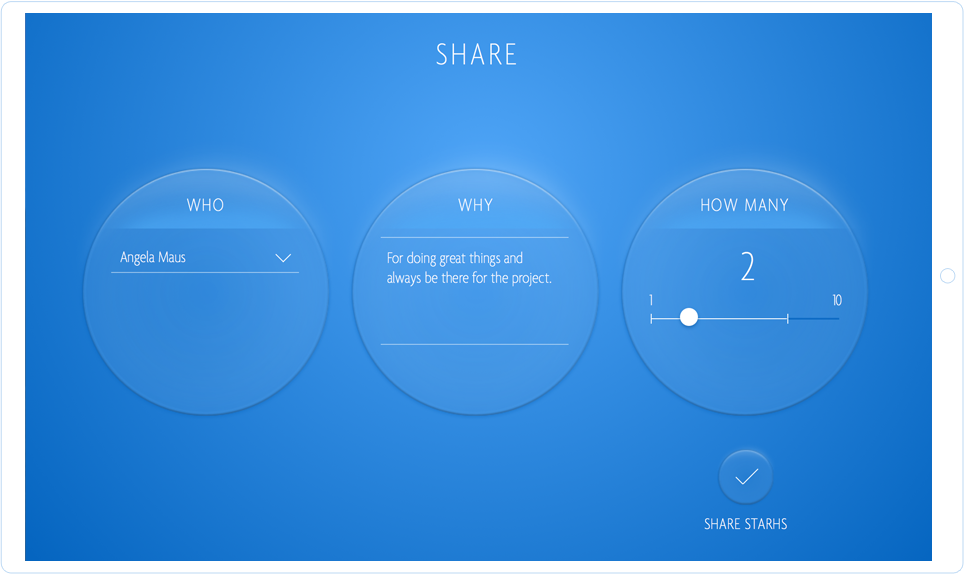 SHARE
WHO
Angela Maus
WHY
For doing great things and
always be there for the project.
HOW MANY
2
1
10
SHARE STARHS